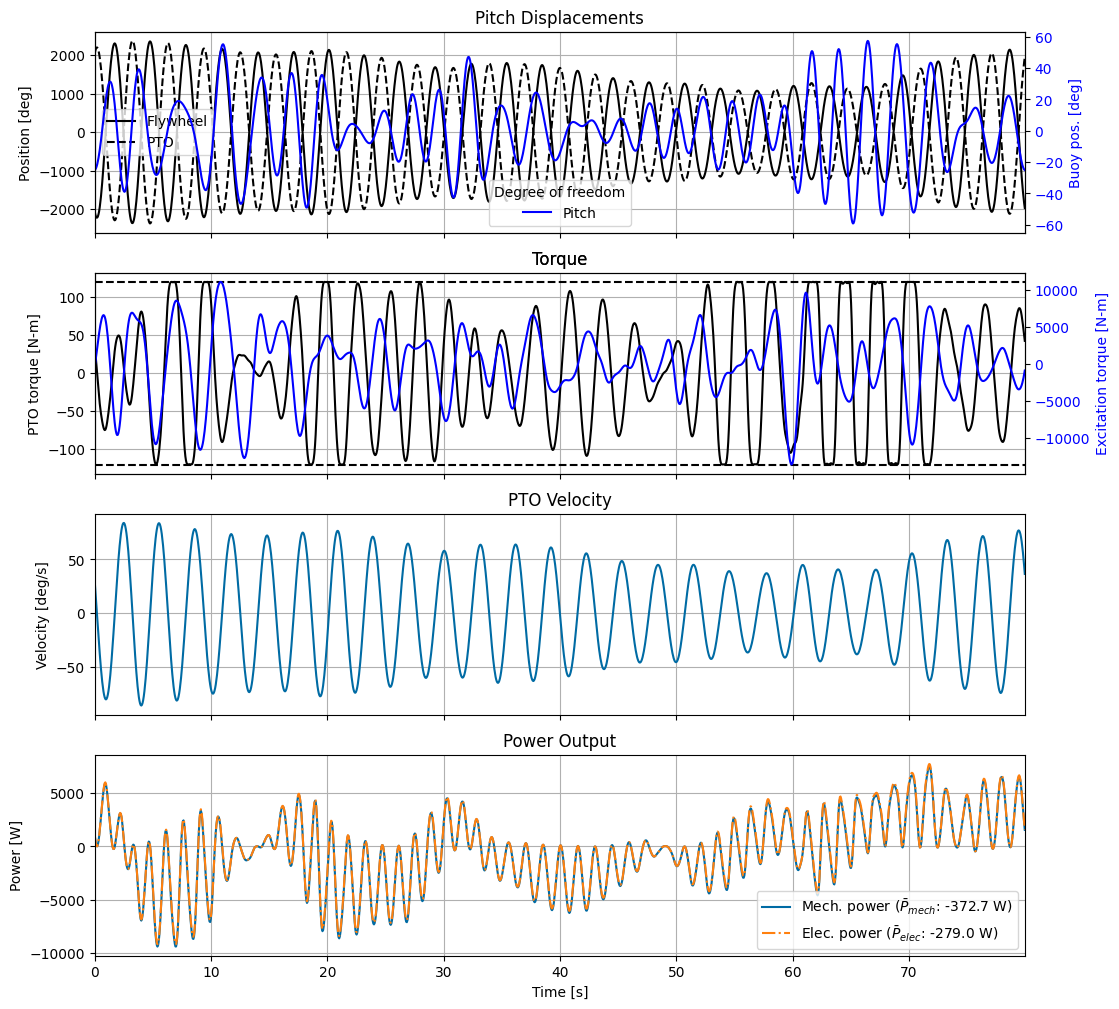 Pitch Displacements
Position [deg]
2000
1000
0
−1000
−2000
Flywheel
PTO
Degree of freedom
Pitch
60
40
20
0
−20
−40
−60
Buoy pos. [deg]
Torque
PTO torque [N-m]
100
50
0
−50
−100
10000
5000
0
−5000
−10000
Excitation torque [N-m]
PTO Velocity
Velocity [deg/s]
50
0
−50
Power Output
Power [W]
5000
0
−5000
−10000
Mech. power (P̄mech: -372.7 W)
Elec. power (P̄elec: -279.0 W)
0 10 20 30 40 50 60 70
Time [s]